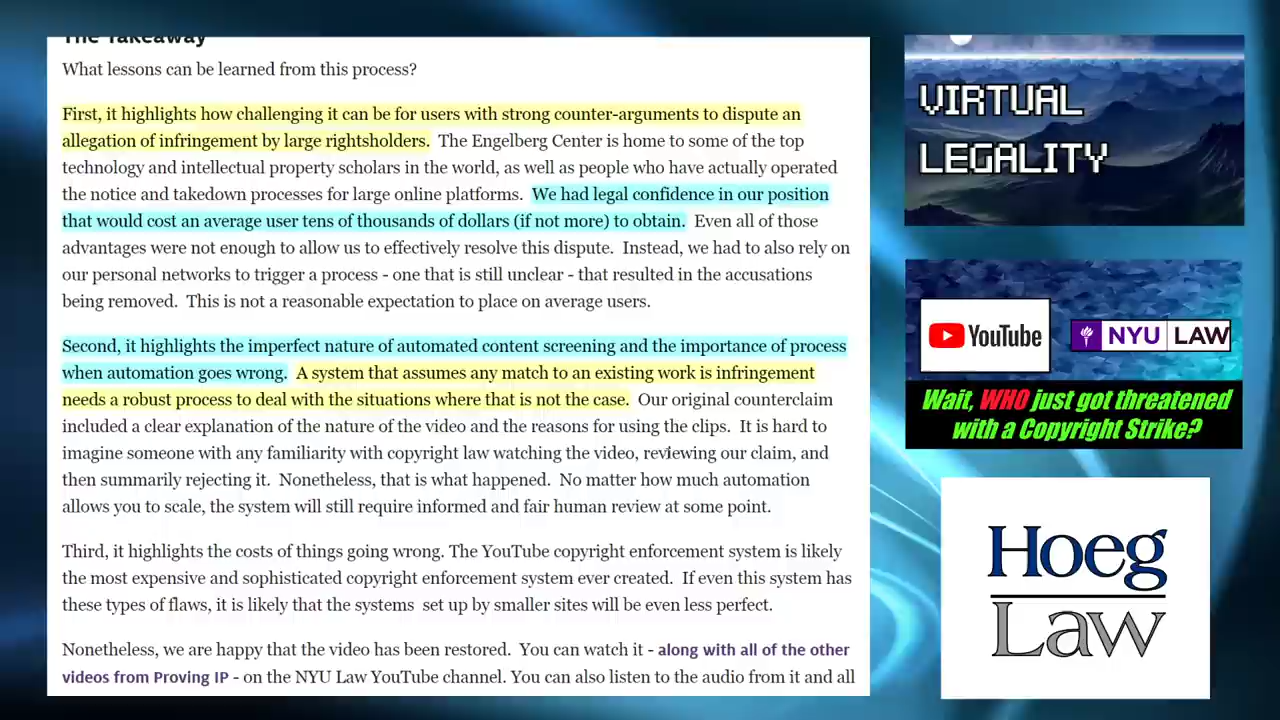 The Takeaway
What lessons can be learned from this process?
First, it highlights how challenging it can be for users with strong counter-arguments to dispute an
allegation of infringement by large rightsholders. The Engelberg Center is home to some of the top
technology and intellectual property scholars in the world, as well as people who have actually operated
the notice and takedown processes for large online platforms. We had legal confidence in our position
that would cost an average user tens of thousands of dollars (if not more) to obtain. Even all of those
advantages were not enough to allow us to effectively resolve this dispute. Instead, we had to also rely on
our personal networks to trigger a process - one that is still unclear - that resulted in the accusations
being removed. This is not a reasonable expectation to place on average users.
Second, it highlights the imperfect nature of automated content screening and the importance of process
when automation goes wrong. A system that assumes any match to an existing work is infringement
needs a robust process to deal with the situations where that is not the case. Our original counterclaim
included a clear explanation of the nature of the video and the reasons for using the clips. It is hard to
imagine someone with any familiarity with copyright law watching the video, reviewing our claim, and
then summarily rejecting it. Nonetheless, that is what happened. No matter how much automation
allows you to scale, the system will still require informed and fair human review at some point.
Third, it highlights the costs of things going wrong. The YouTube copyright enforcement system is likely
the most expensive and sophisticated copyright enforcement system ever created. If even this system has
these types of flaws, it is likely that the systems set up by smaller sites will be even less perfect.
Nonetheless, we are happy that the video has been restored. You can watch it - along with all of the other
videos from Proving IP - on the NYU Law YouTube channel. You can also listen to the audio from it and all
VIRTUAL
LEGALITY
YouTube
NYU LAW
Wait, WHO just got threatened
with a Copyright Strike?
Hoeg
Law